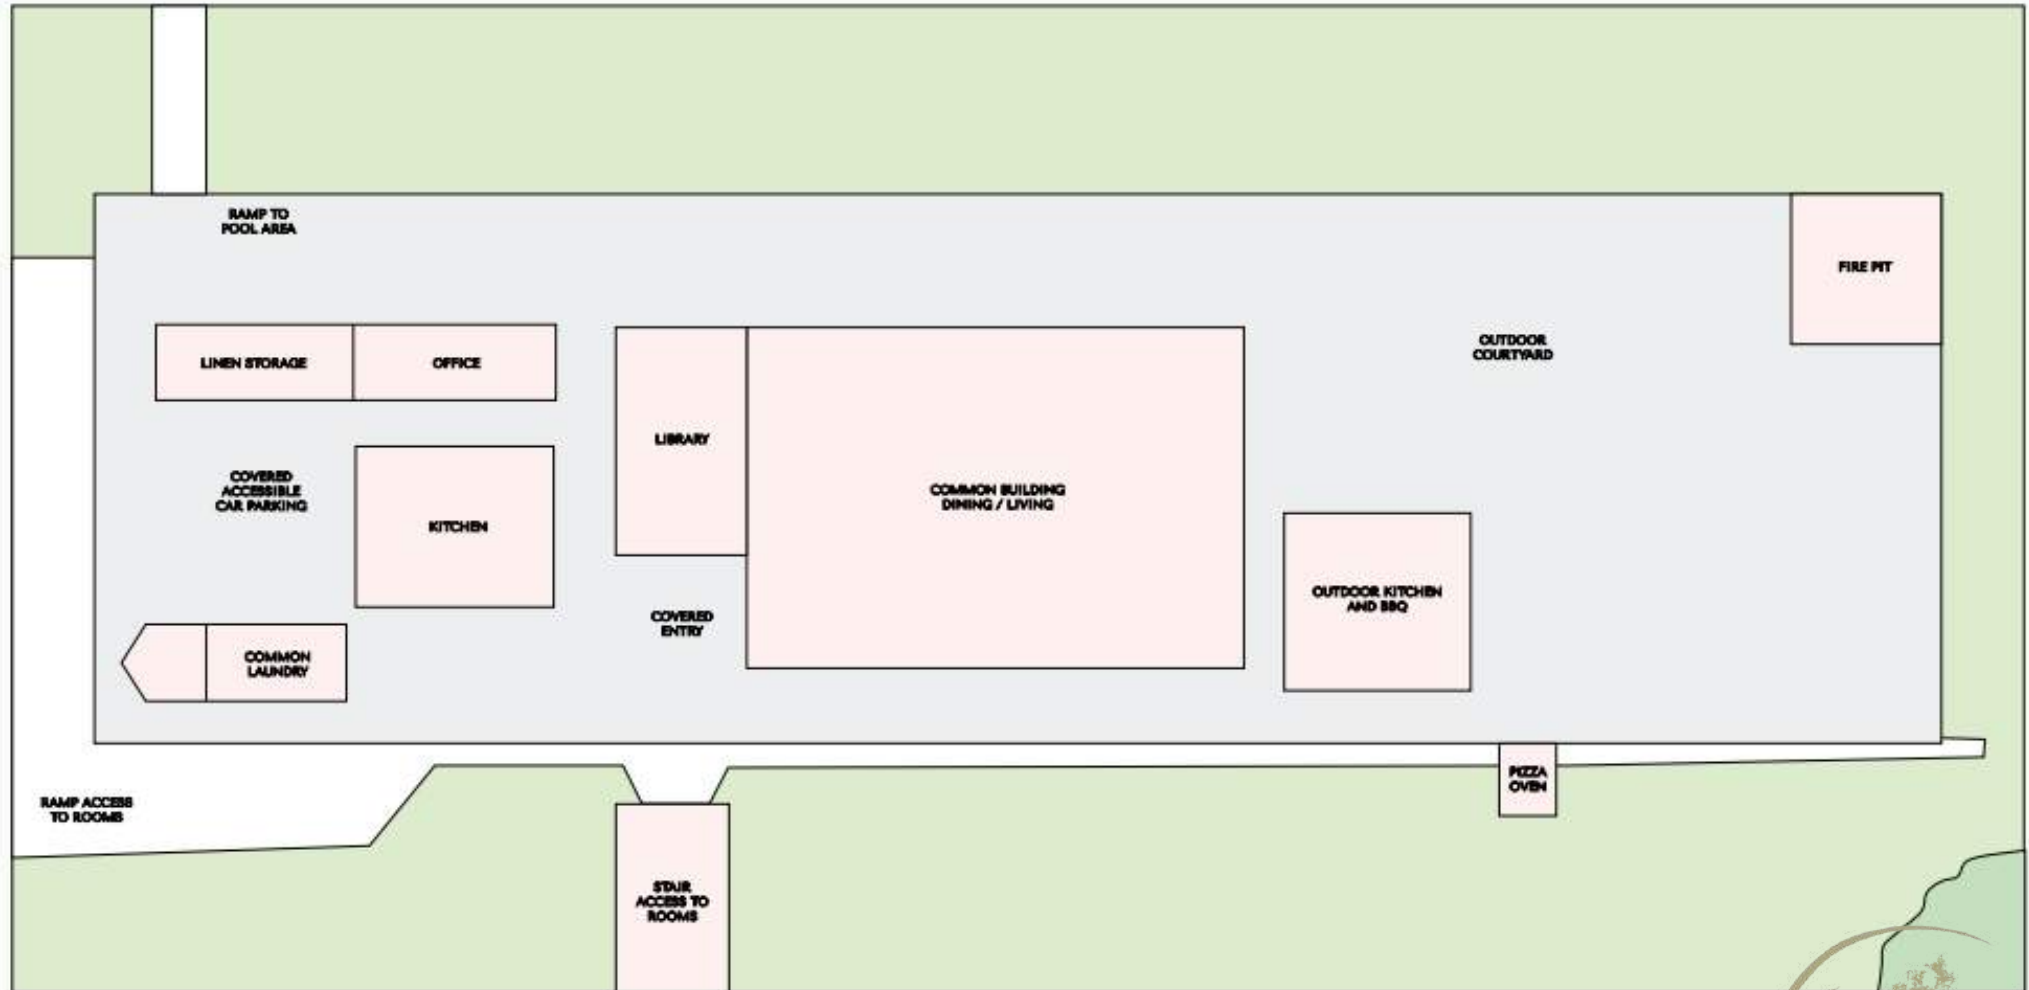 RAMP TO
POOL AREA
FIRE PIT
OUTDOOR
COURTYARD
LINEN STORAGE
OFFICE
LIBRARY
COVERED
ACCESSIBLE
CAR PARKING
KITCHEN
COMMON BUILDING
DINING / LIVING
OUTDOOR KITCHEN
AND BBQ
COVERED
ENTRY
COMMON
LAUNDRY
PIZZA
OVEN
RAMP ACCESS
TO ROOMS
STAIR
ACCESS TO
ROOMS